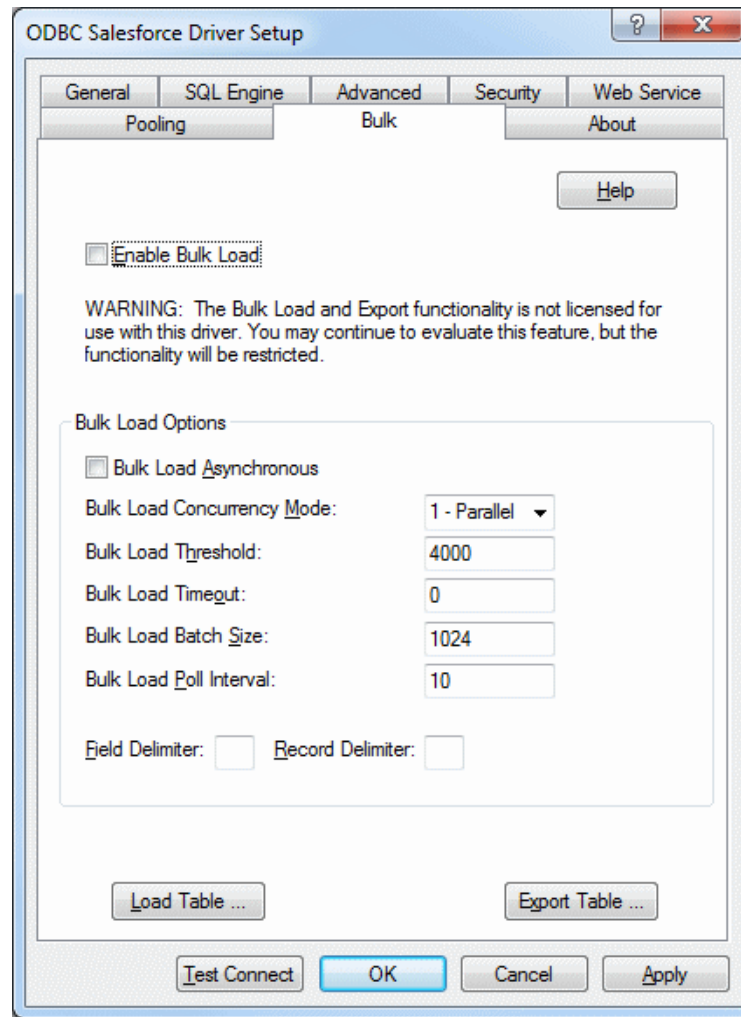 ODBC Salesforce Driver Setup
General SQL Engine Advanced Security Web Service
Pooling Bulk About
Help
Enable Bulk Load
WARNING: The Bulk Load and Export functionality is not licensed for
use with this driver. You may continue to evaluate this feature, but the
functionality will be restricted.
Bulk Load Options
Bulk Load Asynchronous
Bulk Load Concurrency Mode: 1 - Parallel
Bulk Load Threshold: 4000
Bulk Load Timeout: 0
Bulk Load Batch Size: 1024
Bulk Load Poll Interval: 10
Field Delimiter: Record Delimiter:
Load Table ... Export Table ...
Test Connect OK Cancel Apply